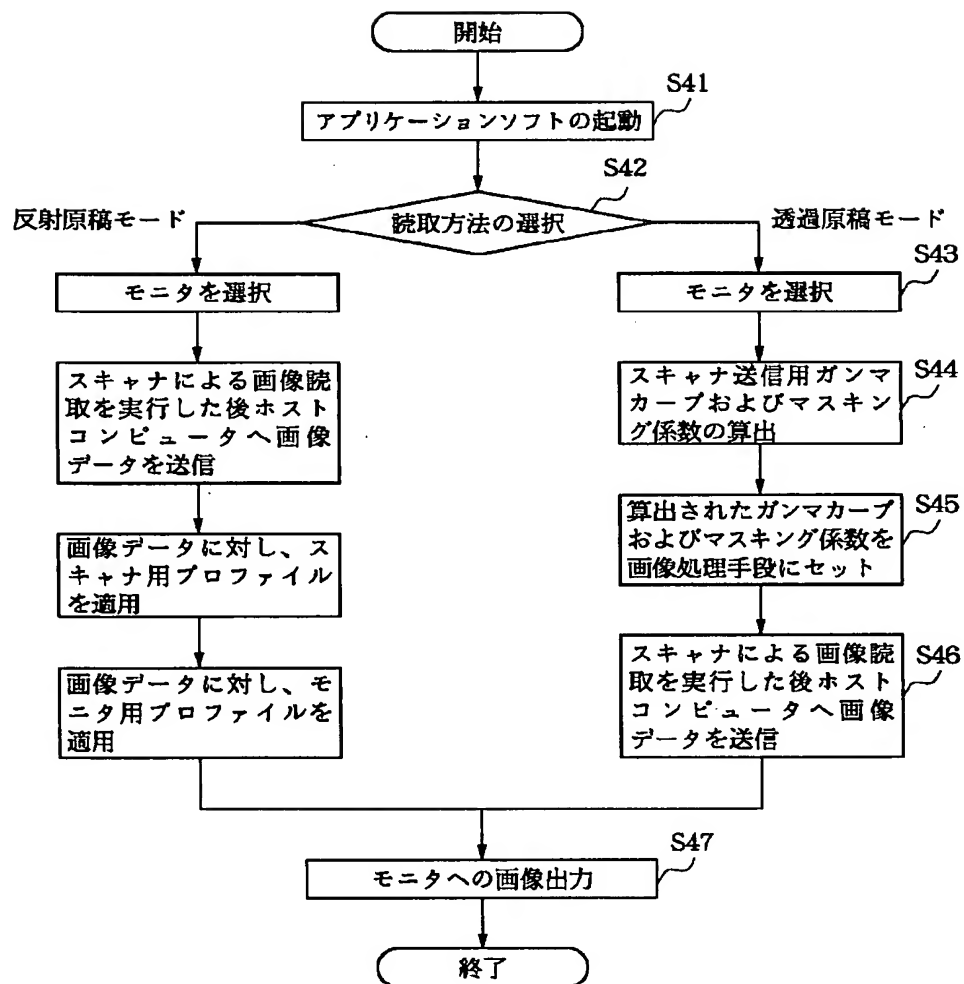 開始
S41
アプリケーションソフトの起動
S42
読取方法の選択
反射原稿モード
透過原稿モード
モニタを選択
スキャナによる画像読
取を実行した後ホスト
コンピュータへ画像
データを送信
画像データに対し、ス
キャナ用プロファイル
を適用
画像データに対し、モ
ニタ用プロファイルを
適用
S43
モニタを選択
S44
スキャナ送信用ガンマ
カーブおよびマスキン
グ係数の算出
S45
算出されたガンマカーブ
およびマスキング係数を
画像処理手段にセット
S46
スキャナによる画像読
取を実行した後ホスト
コンピュータへ画像
データを送信
S47
モニタへの画像出力
終了